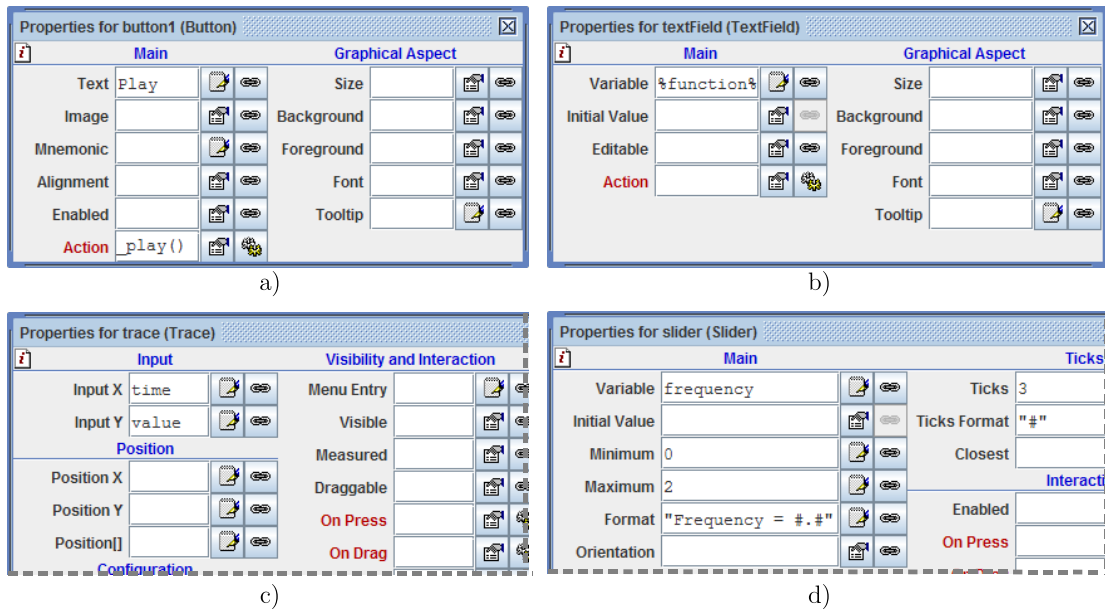 Properties for button1 (Button)
Main
Graphical Aspect
Text Play
Size
Image
Background
Mnemonic
Foreground
Alignment
Font
Enabled
Tooltip
Action _play()
a)
Properties for textField (TextField)
Main
Graphical Aspect
Variable %function%
Size
Initial Value
Background
Editable
Foreground
Action
Font
Tooltip
b)
Properties for trace (Trace)
Input
Visibility and Interaction
Input X time
Menu Entry
Input Y value
Visible
Position
Measured
Position X
Draggable
Position Y
On Press
Position[]
On Drag
Configuration
c)
Properties for slider (Slider)
Main
Ticks
Variable frequency
Ticks 3
Initial Value
Ticks Format "#"
Minimum 0
Closest
Maximum 2
Interacti
Format "Frequency = #.#"
Enabled
Orientation
On Press
d)